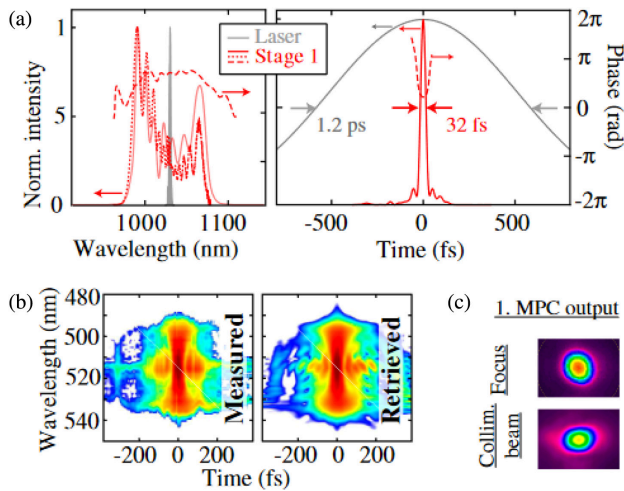 (a)
1
Laser
Stage 1
2π
5
1.2 ps
32 fs
0
-π
0
-2π
1000
1100
-500
0
500
Norm. intensity
Wavelength (nm)
Time (fs)
Phase (rad)
π
2π
(b)
480
500
520
540
Wavelength (nm)
Measured
Retrieved
-200
0
200
-200
0
200
Time (fs)
(c)
1. MPC output
Focus
Collim.
beam